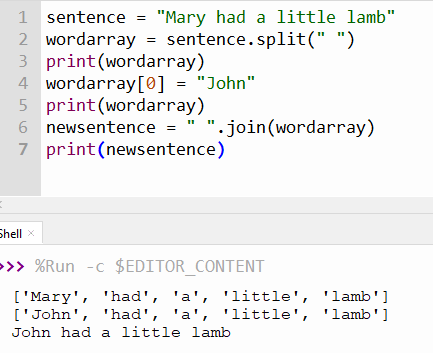 1 sentence = "Mary had a little lamb"
2 wordarray = sentence.split(" ")
3 print(wordarray)
4 wordarray[0] = "John"
5 print(wordarray)
6 newsentence = " ".join(wordarray)
7 print(newsentence)
Shell ×
>>> %Run -c $EDITOR_CONTENT
['Mary', 'had', 'a', 'little', 'lamb']
['John', 'had', 'a', 'little', 'lamb']
John had a little lamb